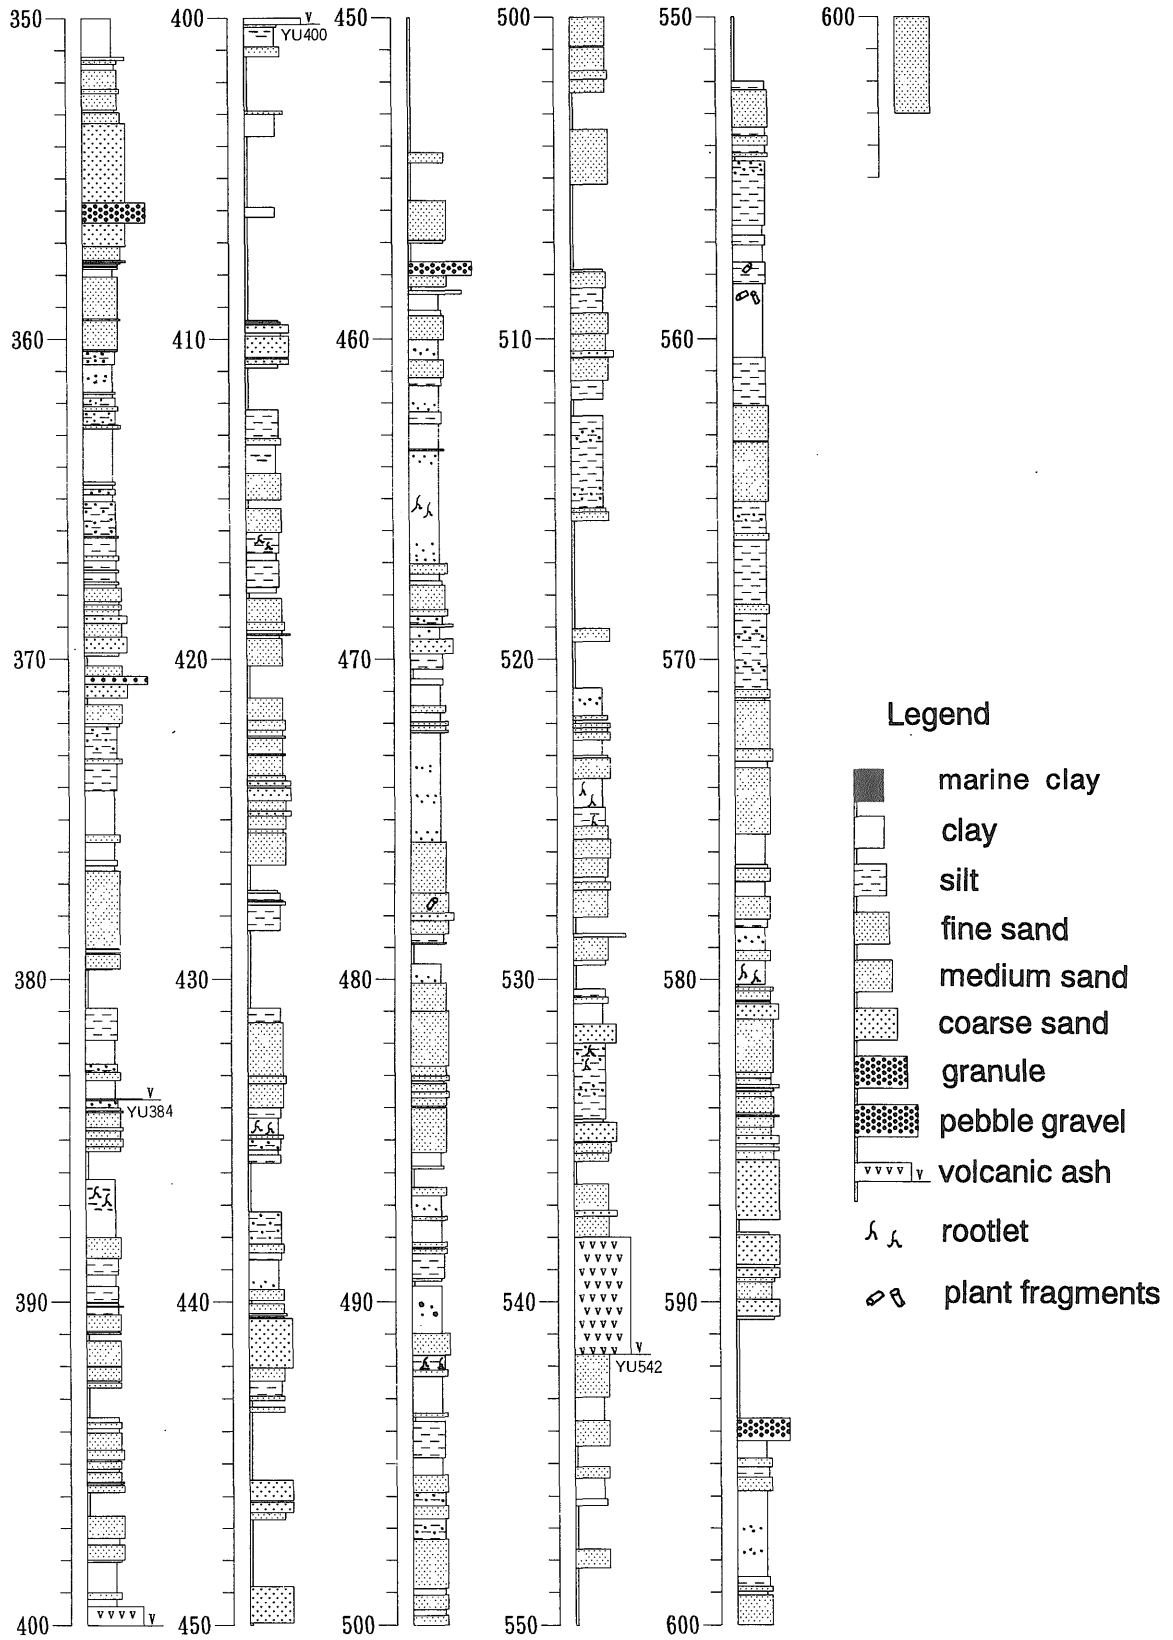 350
360
370
380
YU384
390
400
400
YU400
410
420
430
440
450
450
460
470
480
490
500
500
510
520
530
540
YU542
550
550
560
570
580
590
600
600
Legend
marine clay
clay
silt
fine sand
medium sand
coarse sand
granule
pebble gravel
volcanic ash
rootlet
plant fragments